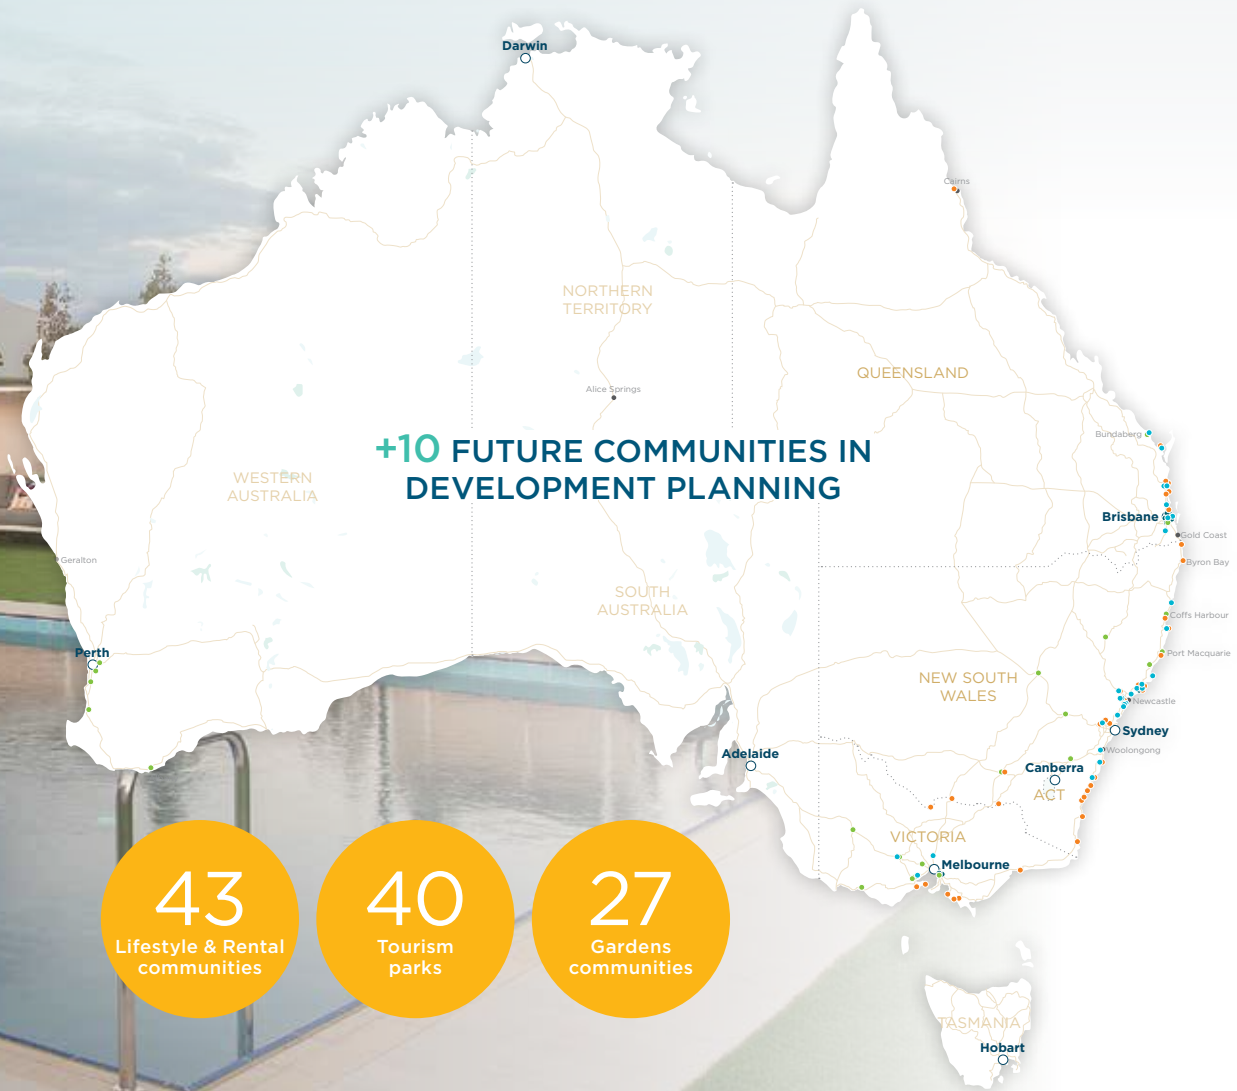 Darwin
Cairns
NORTHERN
TERRITORY
QUEENSLAND
Alice Springs
Bundaberg
+10 FUTURE COMMUNITIES IN
DEVELOPMENT PLANNING
WESTERN
AUSTRALIA
Brisbane
Gold Coast
Geralton
Byron Bay
SOUTH
AUSTRALIA
Coffs Harbour
Perth
Port Macquarie
NEW SOUTH
WALES
Newcastle
Sydney
Adelaide
Woolongong
Canberra
ACT
VICTORIA
Melbourne
43
Lifestyle & Rental
communities
40
Tourism
parks
27
Gardens
communities
TASMANIA
Hobart